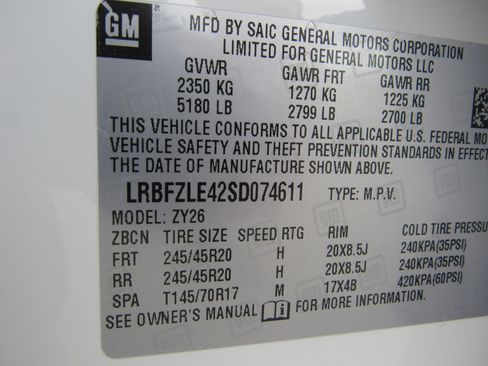 GM
MFD BY SAIC GENERAL MOTORS CORPORATION
LIMITED FOR GENERAL MOTORS LLC
GVWR GAWR FRT GAWR RR
2350 KG 1270 KG 1225 KG
5180 LB 2799 LB 2700 LB
THIS VEHICLE CONFORMS TO ALL APPLICABLE U.S. FEDERAL MOTO
VEHICLE SAFETY AND THEFT PREVENTION STANDARDS IN EFFECT
THE DATE OF MANUFACTURE SHOWN ABOVE.
LRBFZLE42SD074611 TYPE: M.P.V.
MODEL: ZY26
ZBCN TIRE SIZE SPEED RTG RIM COLD TIRE PRESSU
FRT 245/45R20 H 20X8.5J 240KPA(35PSI)
RR 245/45R20 H 20X8.5J 240KPA(35PSI)
SPA T145/70R17 M 17X4B 420KPA(60PSI)
SEE OWNER'S MANUAL i FOR MORE INFORMATION.